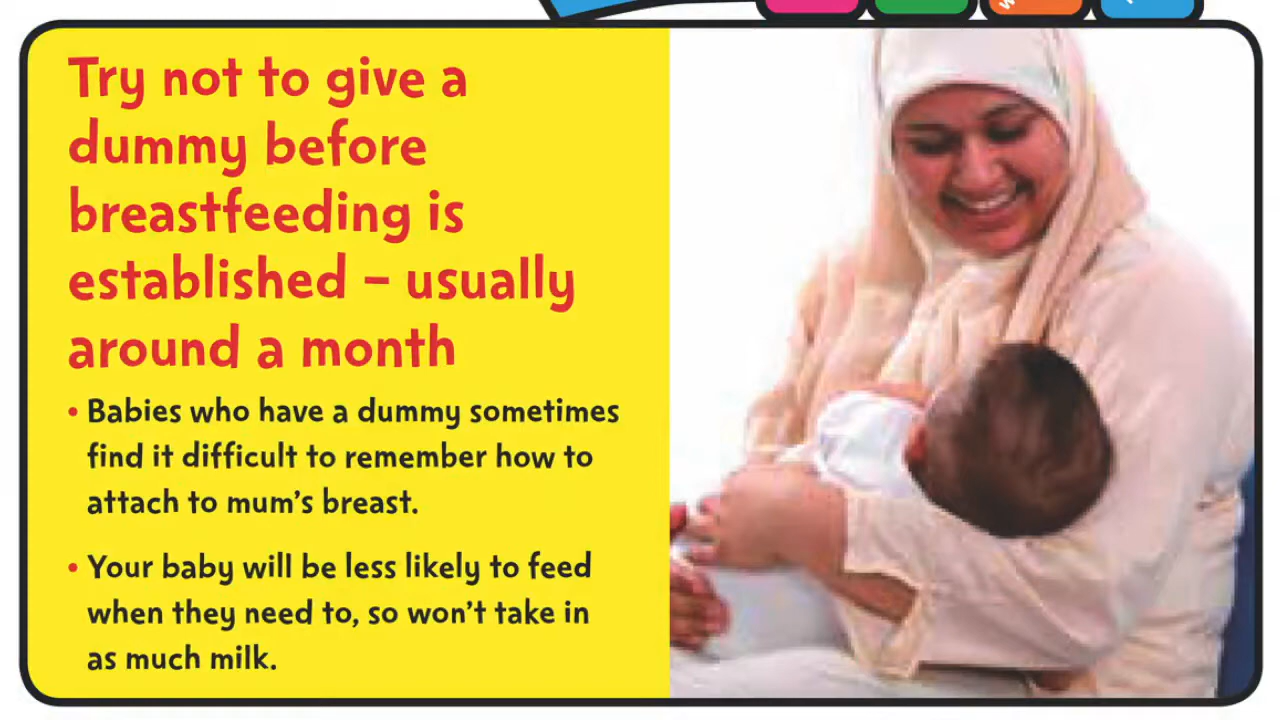 Try not to give a
dummy before
breastfeeding is
established – usually
around a month
• Babies who have a dummy sometimes
find it difficult to remember how to
attach to mum's breast.
• Your baby will be less likely to feed
when they need to, so won't take in
as much milk.